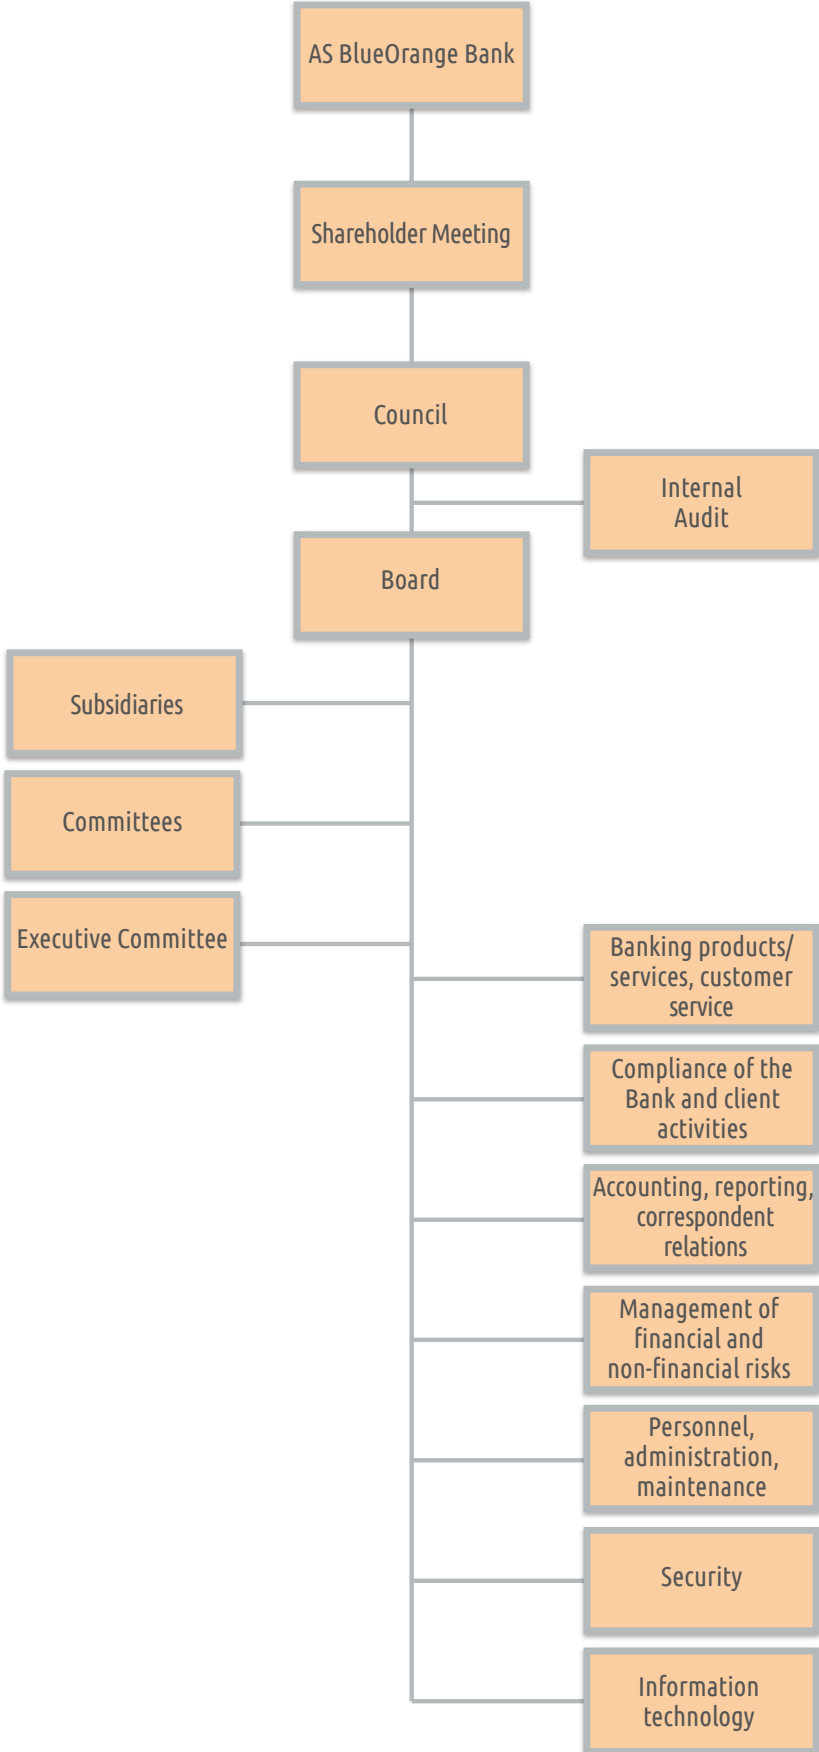 AS BlueOrange Bank
Shareholder Meeting
Council
Internal
Audit
Board
Subsidiaries
Committees
Executive Committee
Banking products/
services, customer
service
Compliance of the
Bank and client
activities
Accounting, reporting,
correspondent
relations
Management of
financial and
non-financial risks
Personnel,
administration,
maintenance
Security
Information
technology